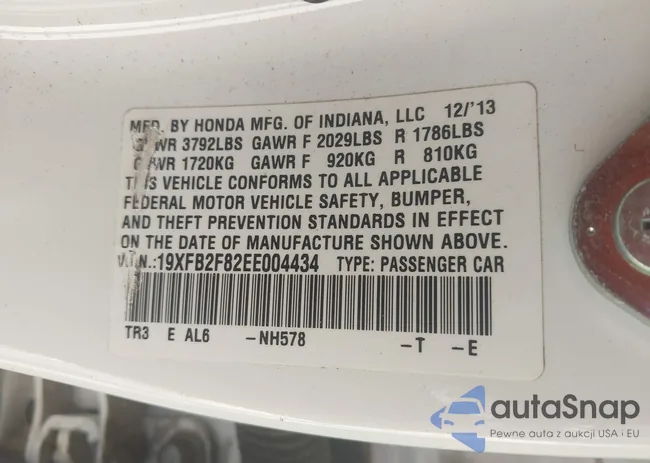 MFD. BY HONDA MFG. OF INDIANA, LLC 12/'13
GVWR 3792LBS GAWR F 2029LBS R 1786LBS
GVWR 1720KG GAWR F 920KG R 810KG
THIS VEHICLE CONFORMS TO ALL APPLICABLE
FEDERAL MOTOR VEHICLE SAFETY, BUMPER,
AND THEFT PREVENTION STANDARDS IN EFFECT
ON THE DATE OF MANUFACTURE SHOWN ABOVE.
V.I.N.:19XFB2F82EE004434 TYPE: PASSENGER CAR
TR3 E AL6 -NH578 -T -E
autaSnap
Pewne auta z aukcji USA i EU